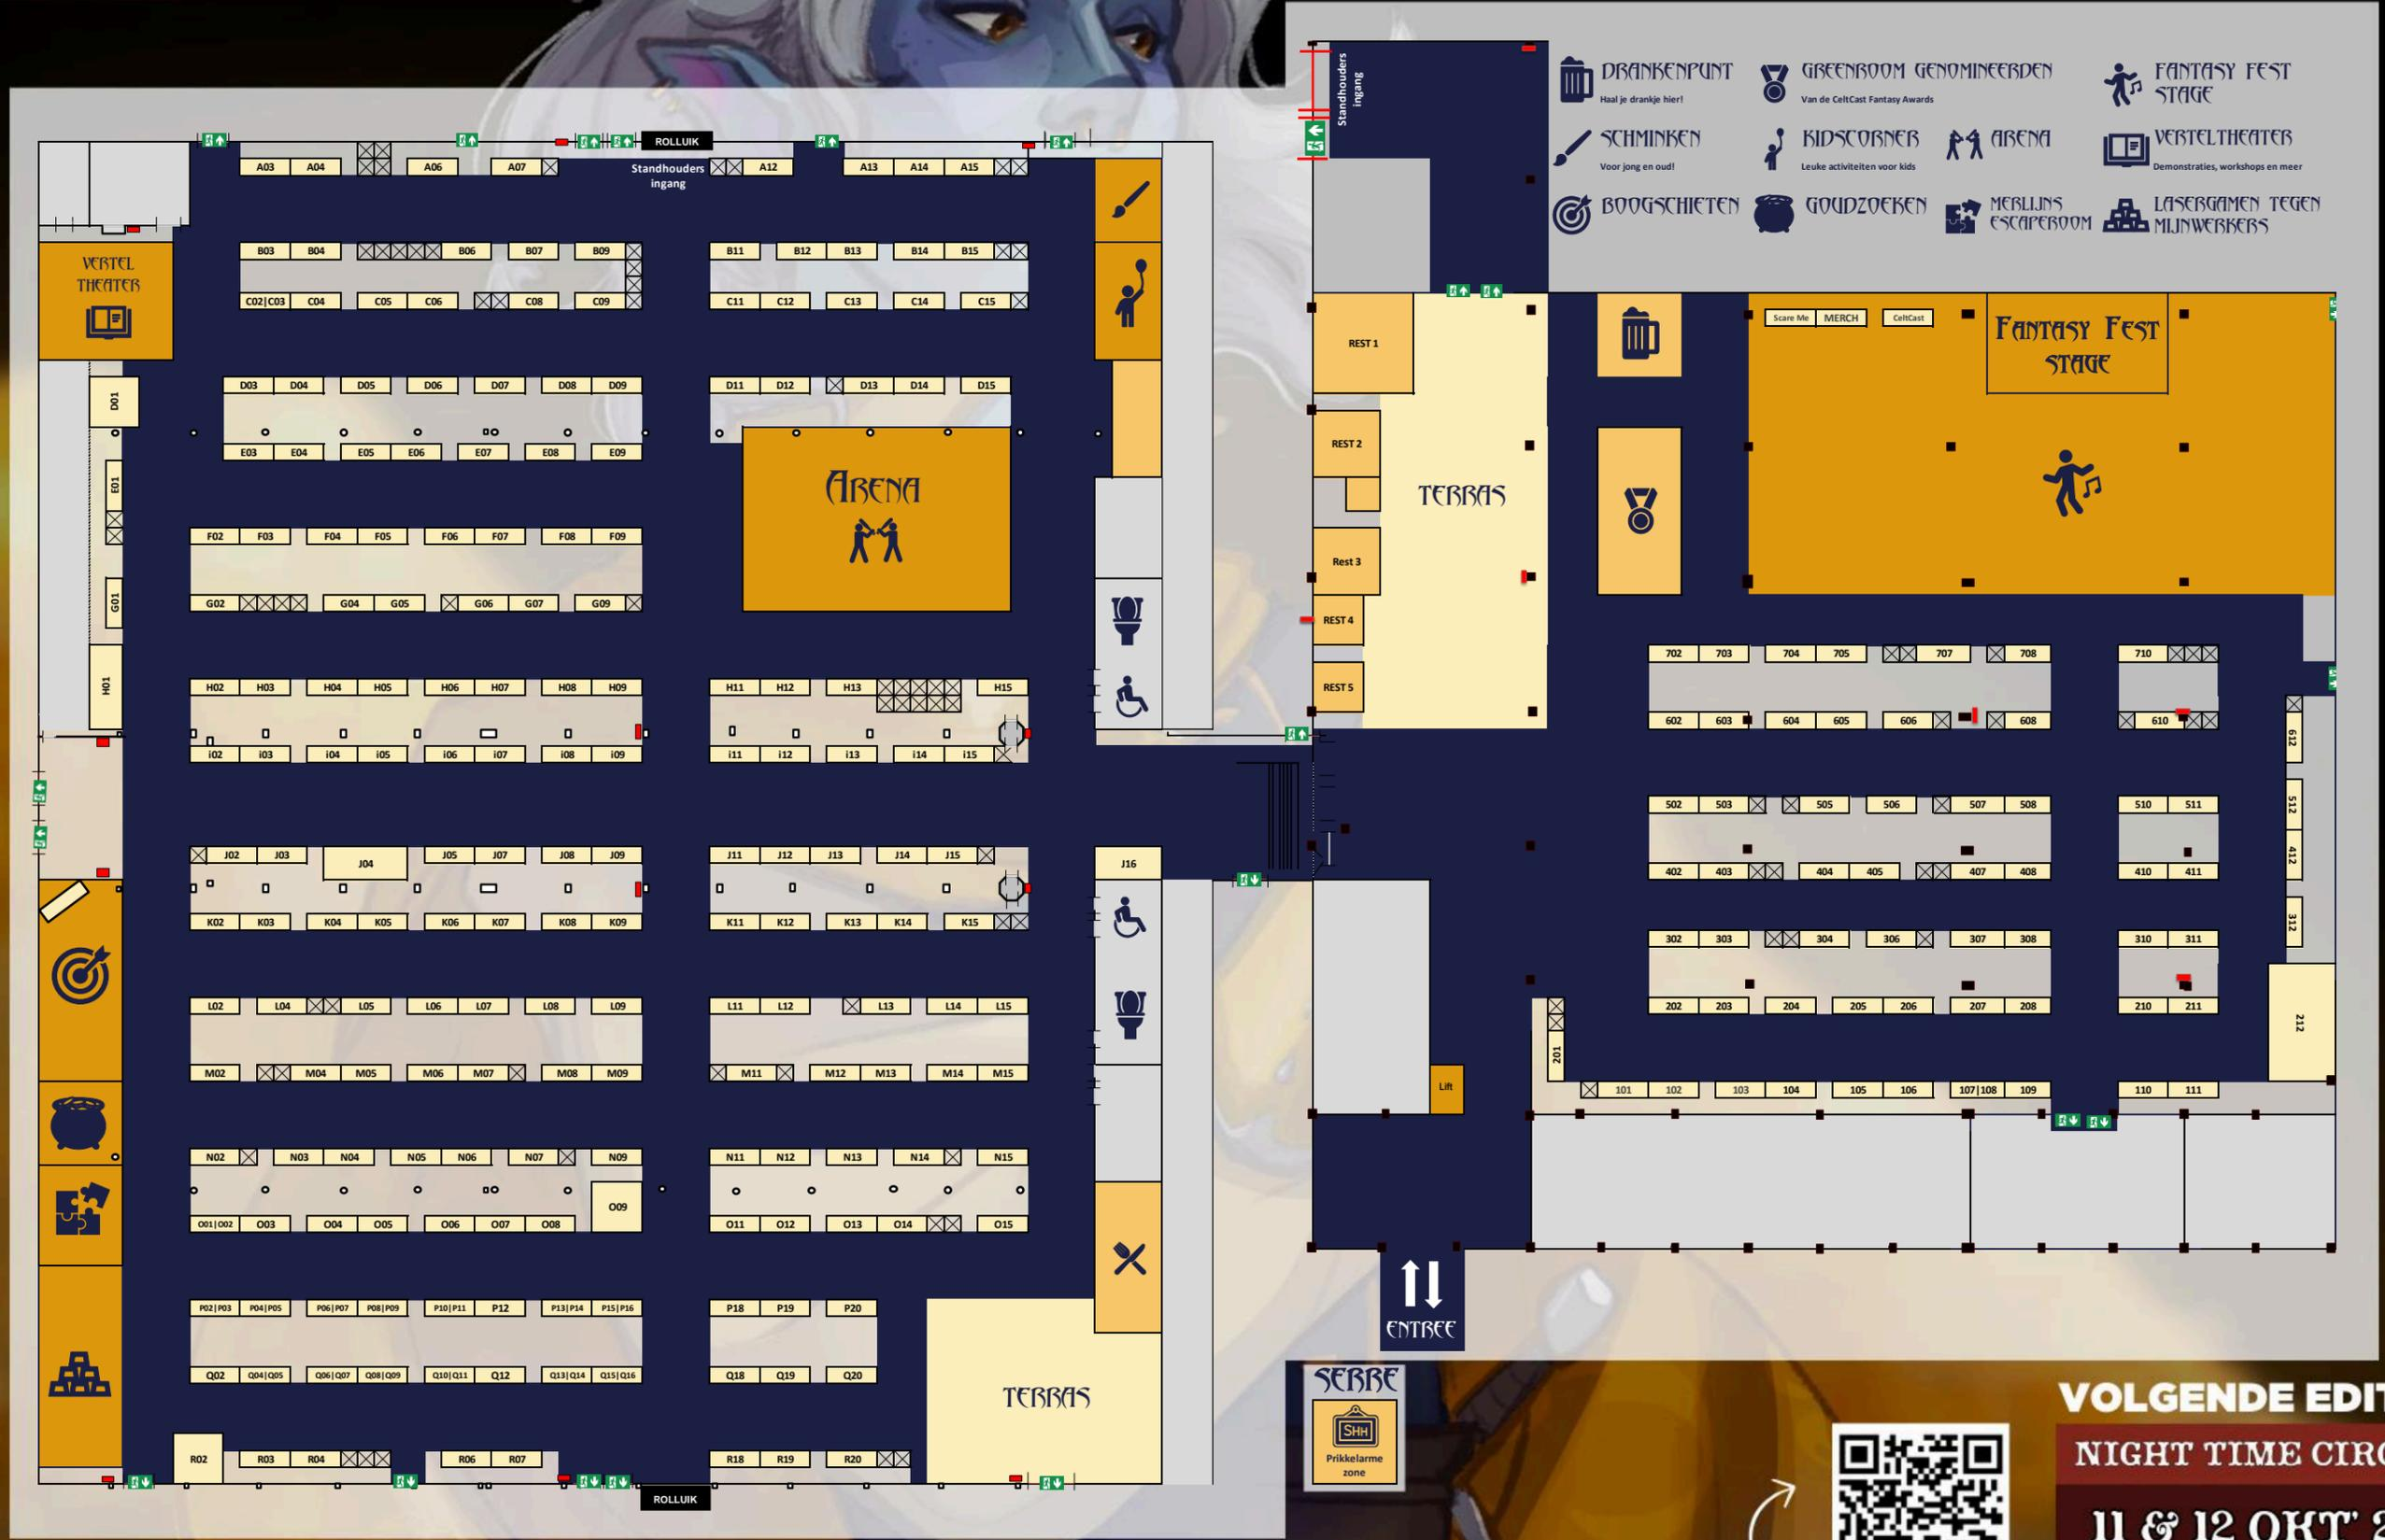 Standhouders
ingang
DRANKENPUNT
Haal je drankje hier!
GREENROOM GENOMINEERDEN
Van de CeltCast Fantasy Awards
FANTASY FEST
STAGE
SCHMINKEN
Voor jong en oud!
KIDSCORNER
Leuke activiteiten voor kids
ARENA
VERTELTHEATER
Demonstraties, workshops en meer
BOOGSCHIETEN
GOUDZOEKEN
MERLIJNS
ESCAPEROOM
LASERGAMEN TEGEN
MIJNWERKERS
ROLLUIK
Standhouders
ingang
A03 A04 A06 A07 A12 A13 A14 A15
B03 B04 B06 B07 B09 B11 B12 B13 B14 B15
VERTEL
THEATER
C02|C03 C04 C05 C06 C08 C09 C11 C12 C13 C14 C15
D01
D03 D04 D05 D06 D07 D08 D09 D11 D12 D13 D14 D15
E03 E04 E05 E06 E07 E08 E09
E01
ARENA
F02 F03 F04 F05 F06 F07 F08 F09
G01
G02 G04 G05 G06 G07 G09
H01
H02 H03 H04 H05 H06 H07 H08 H09 H11 H12 H13 H15
i02 i03 i04 i05 i06 i07 i08 i09 i11 i12 i13 i14 i15
J02 J03 J04 J05 J07 J08 J09 J11 J12 J13 J14 J15 J16
K02 K03 K04 K05 K06 K07 K08 K09 K11 K12 K13 K14 K15
L02 L04 L05 L06 L07 L08 L09 L11 L12 L13 L14 L15
M02 M04 M05 M06 M07 M08 M09 M11 M12 M13 M14 M15
N02 N03 N04 N05 N06 N07 N09 N11 N12 N13 N14 N15
O09
O01|O02 O03 O04 O05 O06 O07 O08 O11 O12 O13 O14 O15
P02|P03 P04|P05 P06|P07 P08|P09 P10|P11 P12 P13|P14 P15|P16 P18 P19 P20
Q02 Q04|Q05 Q06|Q07 Q08|Q09 Q10|Q11 Q12 Q13|Q14 Q15|Q16 Q18 Q19 Q20
TERRAS
R02 R03 R04 R06 R07 R18 R19 R20
ROLLUIK
REST 1
REST 2
Rest 3
REST 4
REST 5
TERRAS
Scare Me MERCH CeltCast
FANTASY FEST
STAGE
702 703 704 705 707 708 710
602 603 604 605 606 608 610
612
502 503 505 506 507 508 510 511
512
402 403 404 405 407 408 410 411
412
302 303 304 306 307 308 310 311
312
202 203 204 205 206 207 208 210 211
212
201
101 102 103 104 105 106 107|108 109 110 111
Lift
ENTREE
SERRE
SHH
Prikkelarme
zone
VOLGENDE EDIT
NIGHT TIME CIRC
11 & 12 OKT' 2